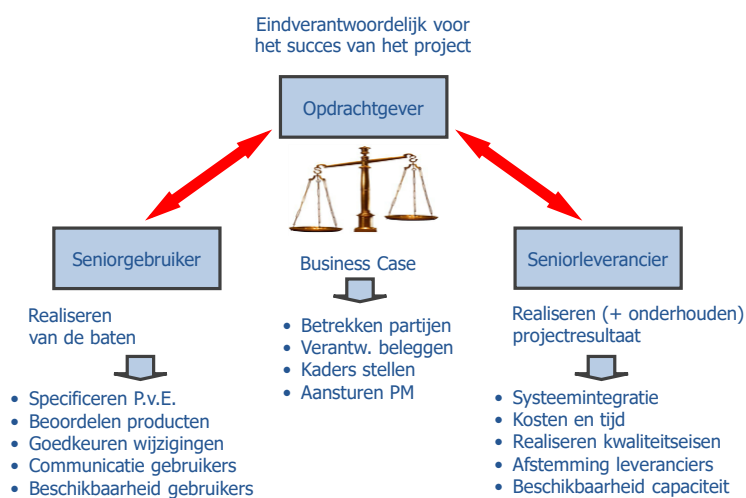 Eindverantwoordelijk voor
het succes van het project
Opdrachtgever
Seniorgebruiker
Business Case
Seniorleverancier
Realiseren
van de baten
• Betrekken partijen
• Verantw. beleggen
• Kaders stellen
• Aansturen PM
Realiseren (+ onderhouden)
projectresultaat
• Specificeren P.v.E.
• Beoordelen producten
• Goedkeuren wijzigingen
• Communicatie gebruikers
• Beschikbaarheid gebruikers
• Systeemintegratie
• Kosten en tijd
• Realiseren kwaliteitseisen
• Afstemming leveranciers
• Beschikbaarheid capaciteit